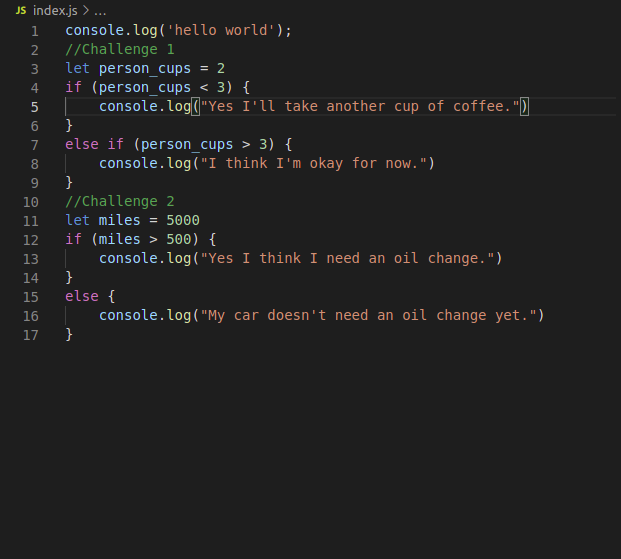 JS index.js > ...
1 console.log('hello world');
2 //Challenge 1
3 let person_cups = 2
4 if (person_cups < 3) {
5     console.log("Yes I'll take another cup of coffee.")
6 }
7 else if (person_cups > 3) {
8     console.log("I think I'm okay for now.")
9 }
10 //Challenge 2
11 let miles = 5000
12 if (miles > 500) {
13     console.log("Yes I think I need an oil change.")
14 }
15 else {
16     console.log("My car doesn't need an oil change yet.")
17 }